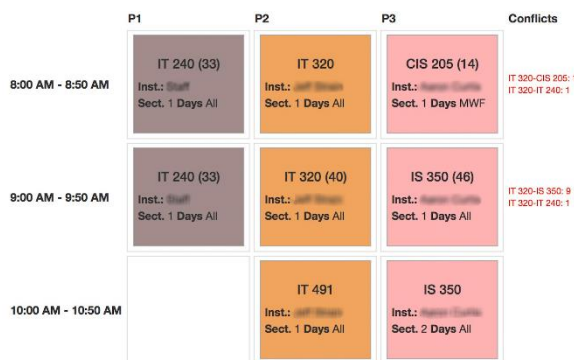 P1 P2 P3 Conflicts
8:00 AM - 8:50 AM
IT 240 (33)
Inst.:
Sect. 1 Days All
IT 320
Inst.:
Sect. 1 Days All
CIS 205 (14)
Inst.:
Sect. 1 Days MWF
IT 320-CIS 205:
IT 320-IT 240: 1
9:00 AM - 9:50 AM
IT 240 (33)
Inst.:
Sect. 1 Days All
IT 320 (40)
Inst.:
Sect. 1 Days All
IS 350 (46)
Inst.:
Sect. 1 Days All
IT 320-IS 350: 9
IT 320-IT 240: 1
10:00 AM - 10:50 AM
IT 491
Inst.:
Sect. 1 Days All
IS 350
Inst.:
Sect. 2 Days All